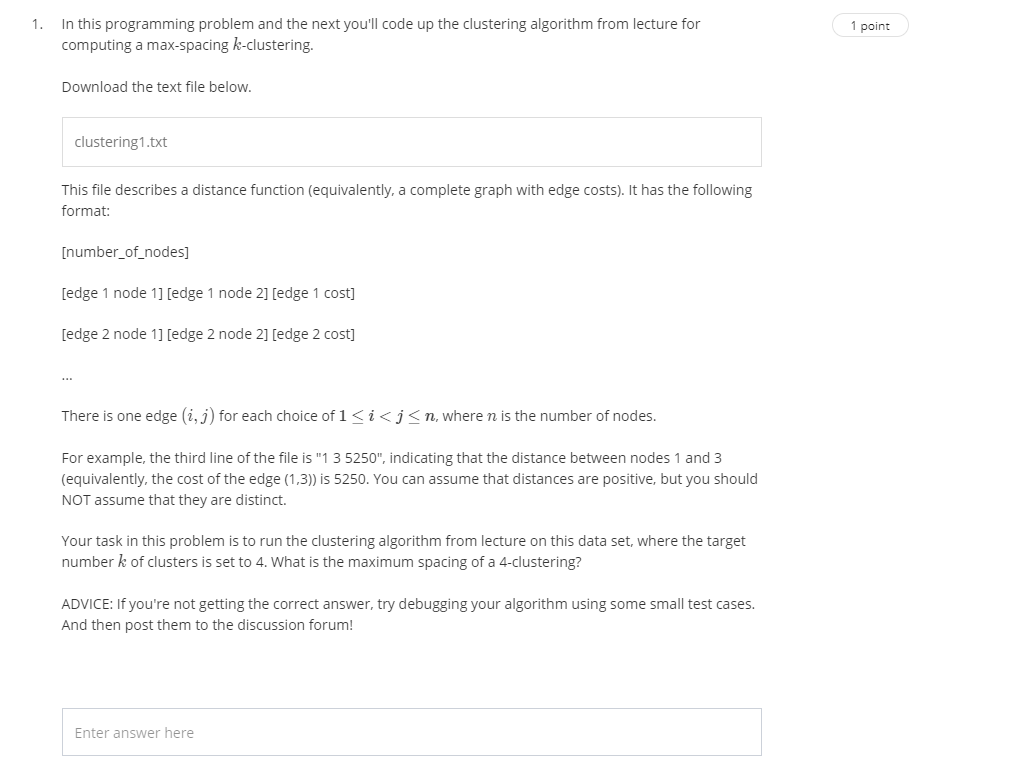 1. In this programming problem and the next you'll code up the clustering algorithm from lecture for
computing a max-spacing k-clustering.
1 point
Download the text file below.
clustering1.txt
This file describes a distance function (equivalently, a complete graph with edge costs). It has the following
format:
[number_of_nodes]
[edge 1 node 1] [edge 1 node 2] [edge 1 cost]
[edge 2 node 1] [edge 2 node 2] [edge 2 cost]
...
There is one edge (i, j) for each choice of 1 ≤ i < j ≤ n, where n is the number of nodes.
For example, the third line of the file is "1 3 5250", indicating that the distance between nodes 1 and 3
(equivalently, the cost of the edge (1,3)) is 5250. You can assume that distances are positive, but you should
NOT assume that they are distinct.
Your task in this problem is to run the clustering algorithm from lecture on this data set, where the target
number k of clusters is set to 4. What is the maximum spacing of a 4-clustering?
ADVICE: If you're not getting the correct answer, try debugging your algorithm using some small test cases.
And then post them to the discussion forum!
Enter answer here